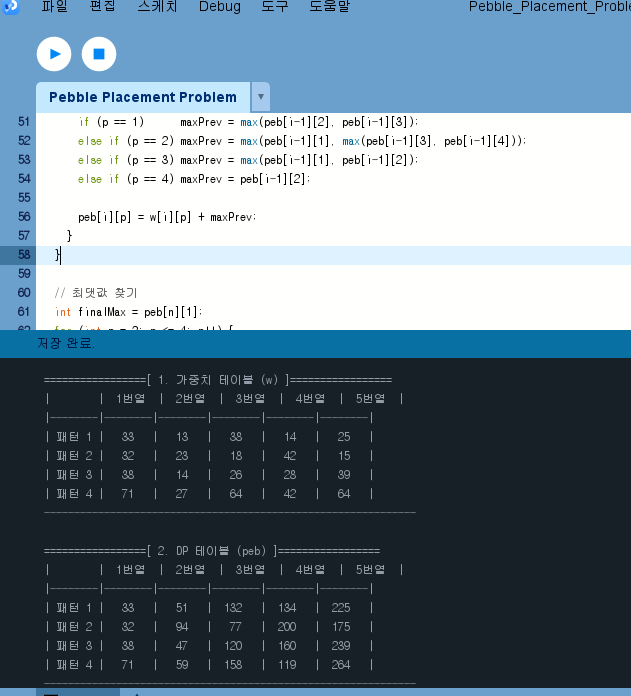 파일 편집 스케치 Debug 도구 도움말 Pebble_Placement_Proble
Pebble Placement Problem ▼
51 if (p == 1) maxPrev = max(peb[i-1][2], peb[i-1][3]);
52 else if (p == 2) maxPrev = max(peb[i-1][1], max(peb[i-1][3], peb[i-1][4]));
53 else if (p == 3) maxPrev = max(peb[i-1][1], peb[i-1][2]);
54 else if (p == 4) maxPrev = peb[i-1][2];
55
56 peb[i][p] = w[i][p] + maxPrev;
57 }
58 }
59
60 // 최댓값 찾기
61 int finalMax = peb[n][1];
62 for (int p = 2; p <= 4; p++) {
저장 완료.
=================[ 1. 가중치 테이블 (w) ]=================
| | 1번열 | 2번열 | 3번열 | 4번열 | 5번열 |
|--------|--------|--------|--------|--------|--------|
| 패턴 1 | 33 | 13 | 38 | 14 | 25 |
| 패턴 2 | 32 | 23 | 18 | 42 | 15 |
| 패턴 3 | 38 | 14 | 26 | 28 | 39 |
| 패턴 4 | 71 | 27 | 64 | 42 | 64 |
--------------------------------------------------------------
=================[ 2. DP 테이블 (peb) ]=================
| | 1번열 | 2번열 | 3번열 | 4번열 | 5번열 |
|--------|--------|--------|--------|--------|--------|
| 패턴 1 | 33 | 51 | 132 | 134 | 225 |
| 패턴 2 | 32 | 94 | 77 | 200 | 175 |
| 패턴 3 | 38 | 47 | 120 | 160 | 239 |
| 패턴 4 | 71 | 59 | 158 | 119 | 264 |
--------------------------------------------------------------